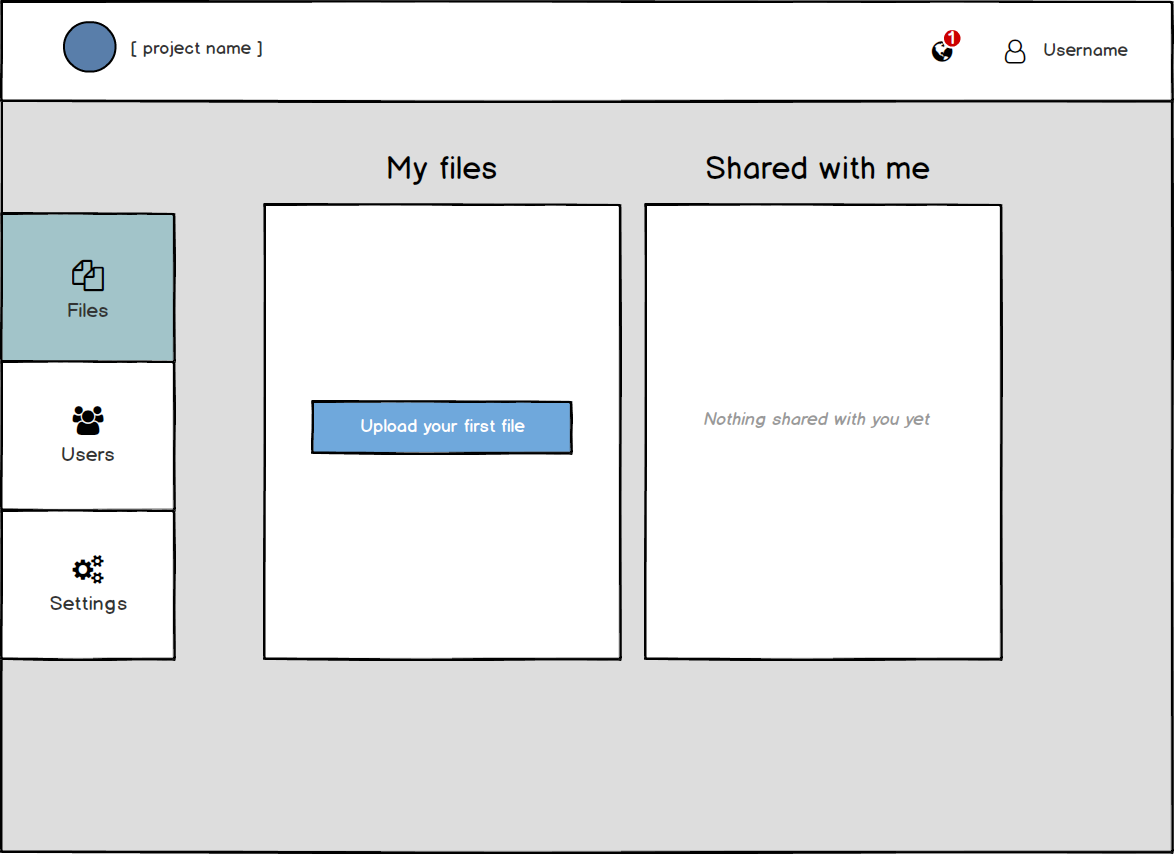 [ project name ]
1
Username
My files
Shared with me
Files
Users
Settings
Upload your first file
Nothing shared with you yet